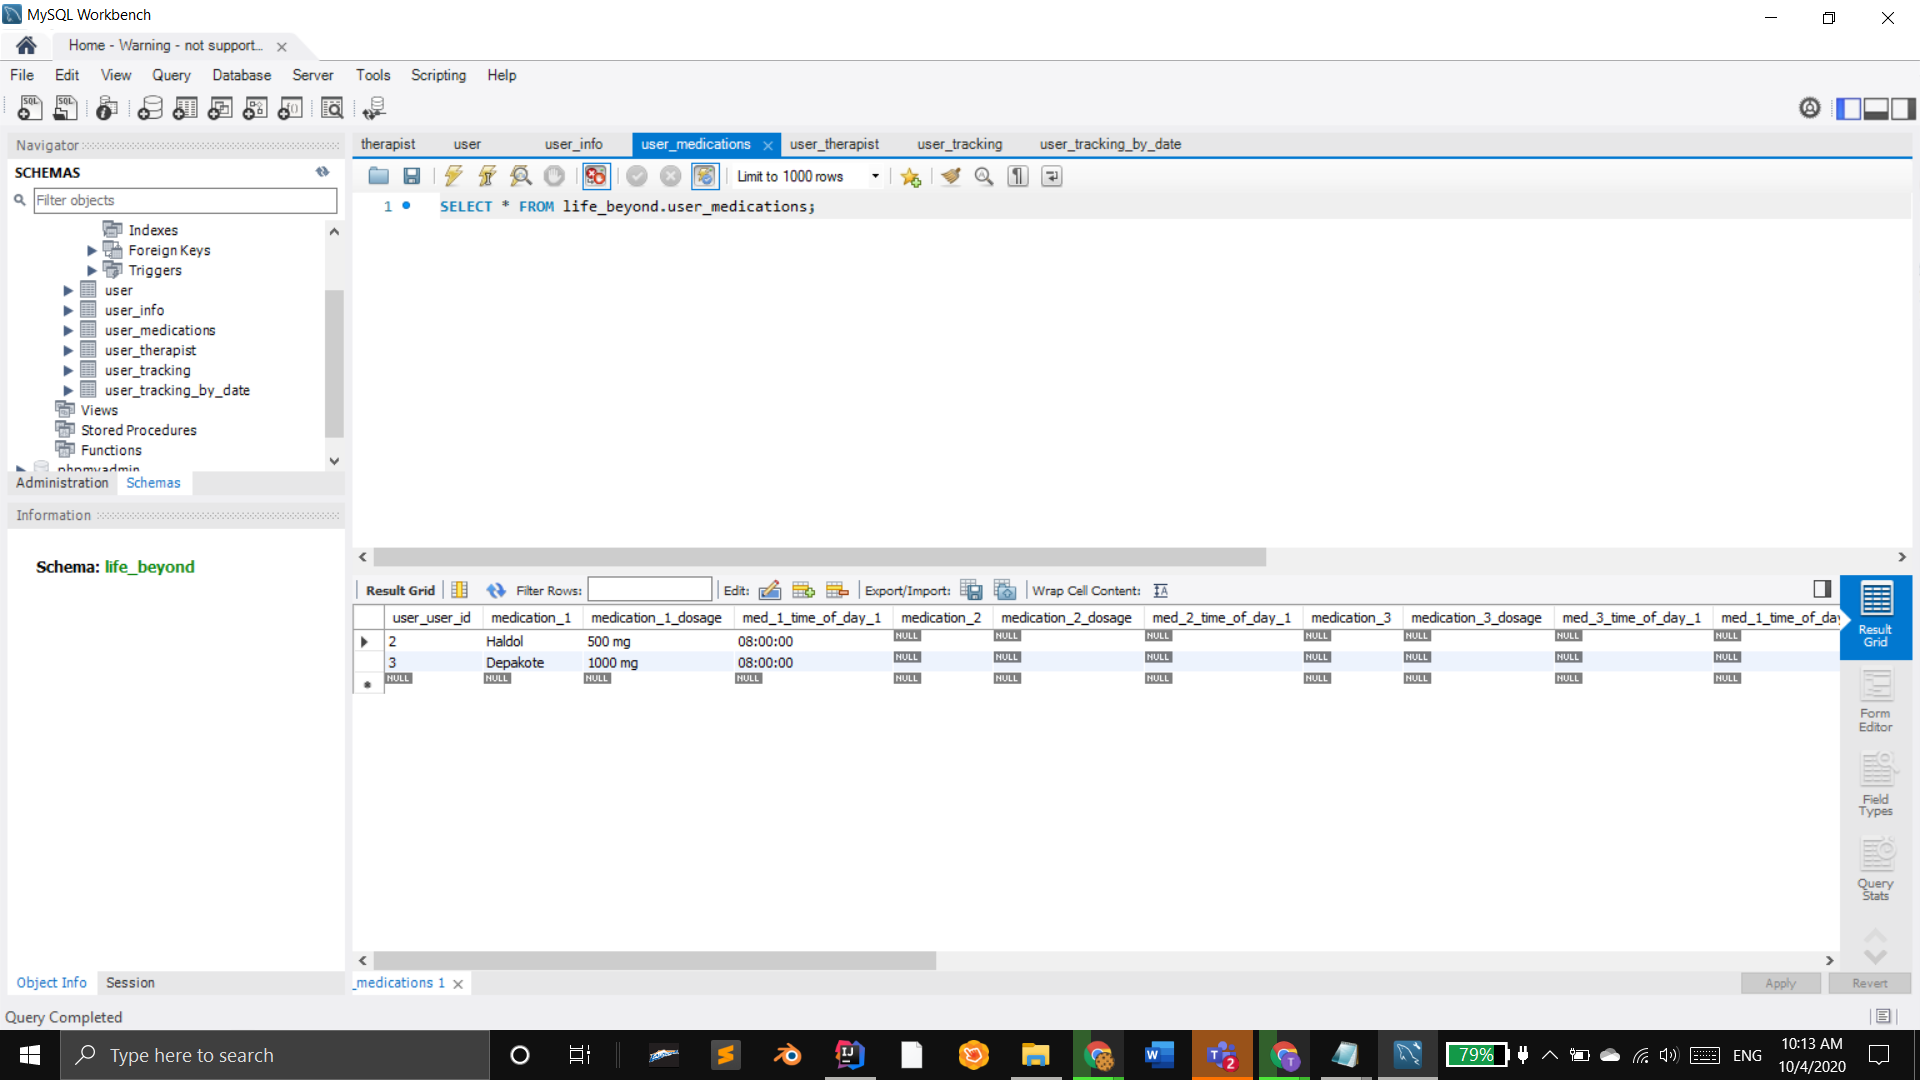 MySQL Workbench
Home - Warning - not support...
File Edit View Query Database Server Tools Scripting Help
Navigator
SCHEMAS
Filter objects
Indexes
Foreign Keys
Triggers
user
user_info
user_medications
user_therapist
user_tracking
user_tracking_by_date
Views
Stored Procedures
Functions
phpmyadmin
Administration Schemas
Information
Schema: life_beyond
Object Info Session
therapist user user_info user_medications user_therapist user_tracking user_tracking_by_date
Limit to 1000 rows
1 SELECT * FROM life_beyond.user_medications;
Result Grid Filter Rows: Edit: Export/Import: Wrap Cell Content:
user_user_id medication_1 medication_1_dosage med_1_time_of_day_1 medication_2 medication_2_dosage med_2_time_of_day_1 medication_3 medication_3_dosage med_3_time_of_day_1 med_1_time_of_day
2 Haldol 500 mg 08:00:00 NULL NULL NULL NULL NULL NULL NULL
3 Depakote 1000 mg 08:00:00 NULL NULL NULL NULL NULL NULL NULL
NULL NULL NULL NULL NULL NULL NULL NULL NULL NULL NULL
Result
Grid
Form
Editor
Field
Types
Query
Stats
_medications 1
Apply Revert
Query Completed
Type here to search
79%
ENG
10:13 AM
10/4/2020